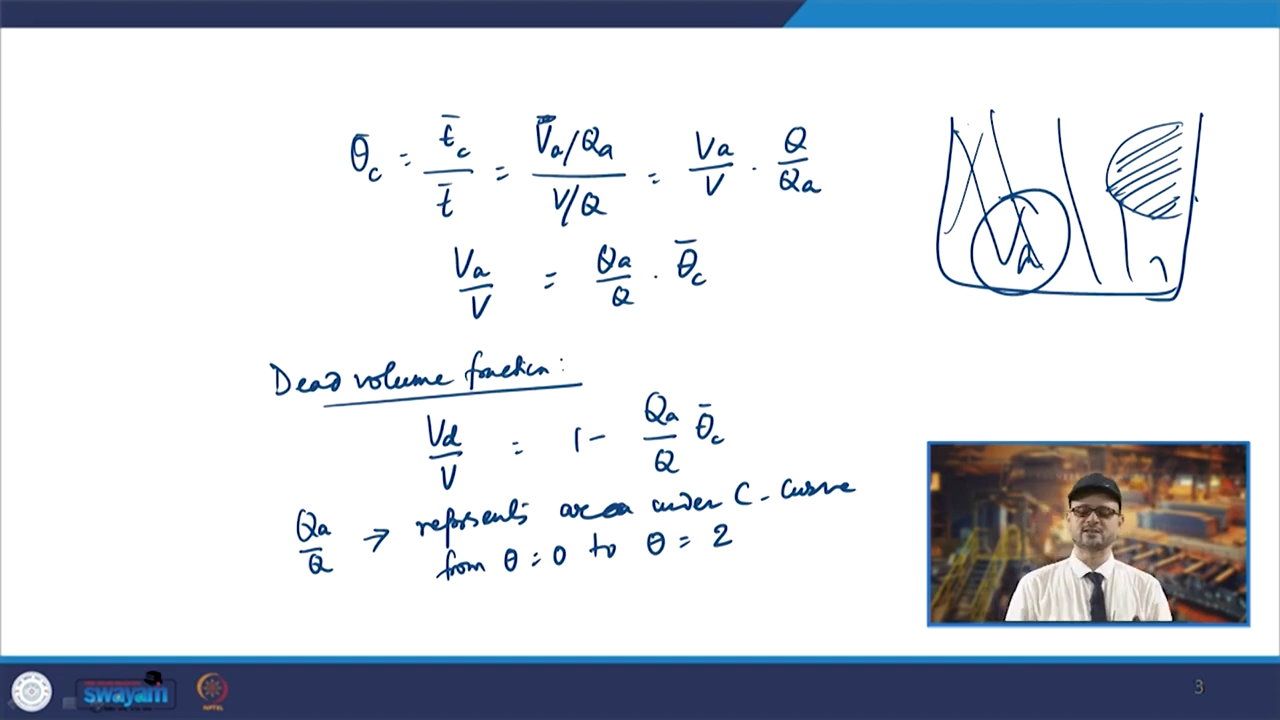 θ̄c = t̄c / t̄ = (V̄a/Qa) / (V/Q) = Va/V · Q/Qa
Va/V = Qa/Q · θ̄c
Va
Dead volume fraction:
Vd/V = 1 - Qa/Q θ̄c
Qa/Q → represents area under C-curve
from θ = 0 to θ = 2
swayam
NPTEL
3